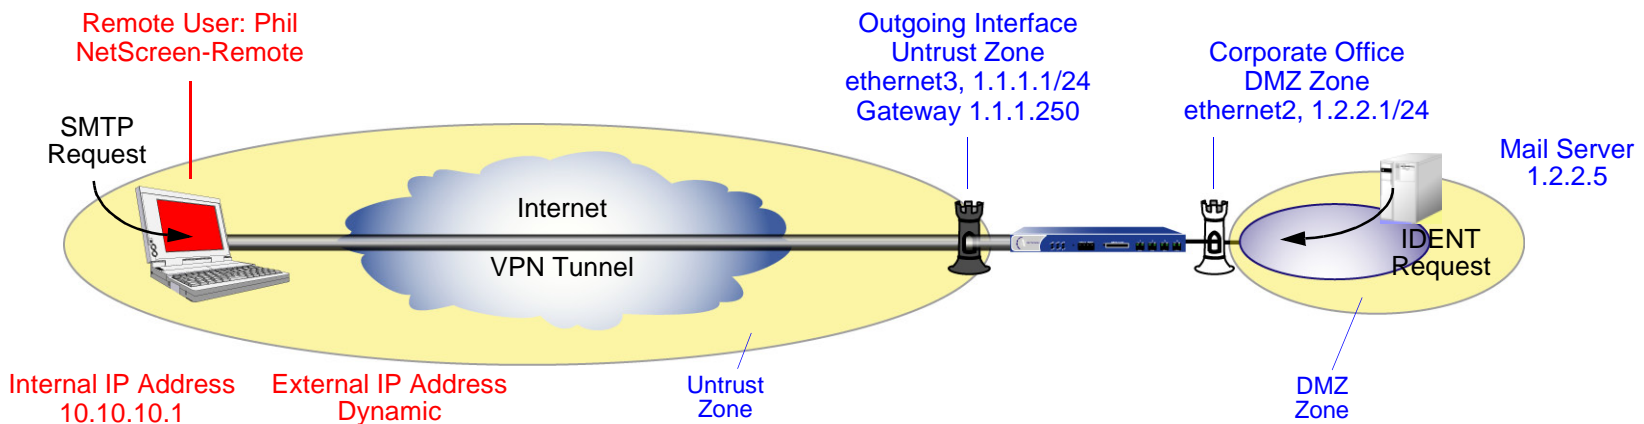 Remote User: Phil
NetScreen-Remote
Outgoing Interface
Untrust Zone
ethernet3, 1.1.1.1/24
Gateway 1.1.1.250
Corporate Office
DMZ Zone
ethernet2, 1.2.2.1/24
SMTP
Request
Mail Server
1.2.2.5
Internet
VPN Tunnel
IDENT
Request
Internal IP Address
10.10.10.1
External IP Address
Dynamic
Untrust
Zone
DMZ
Zone